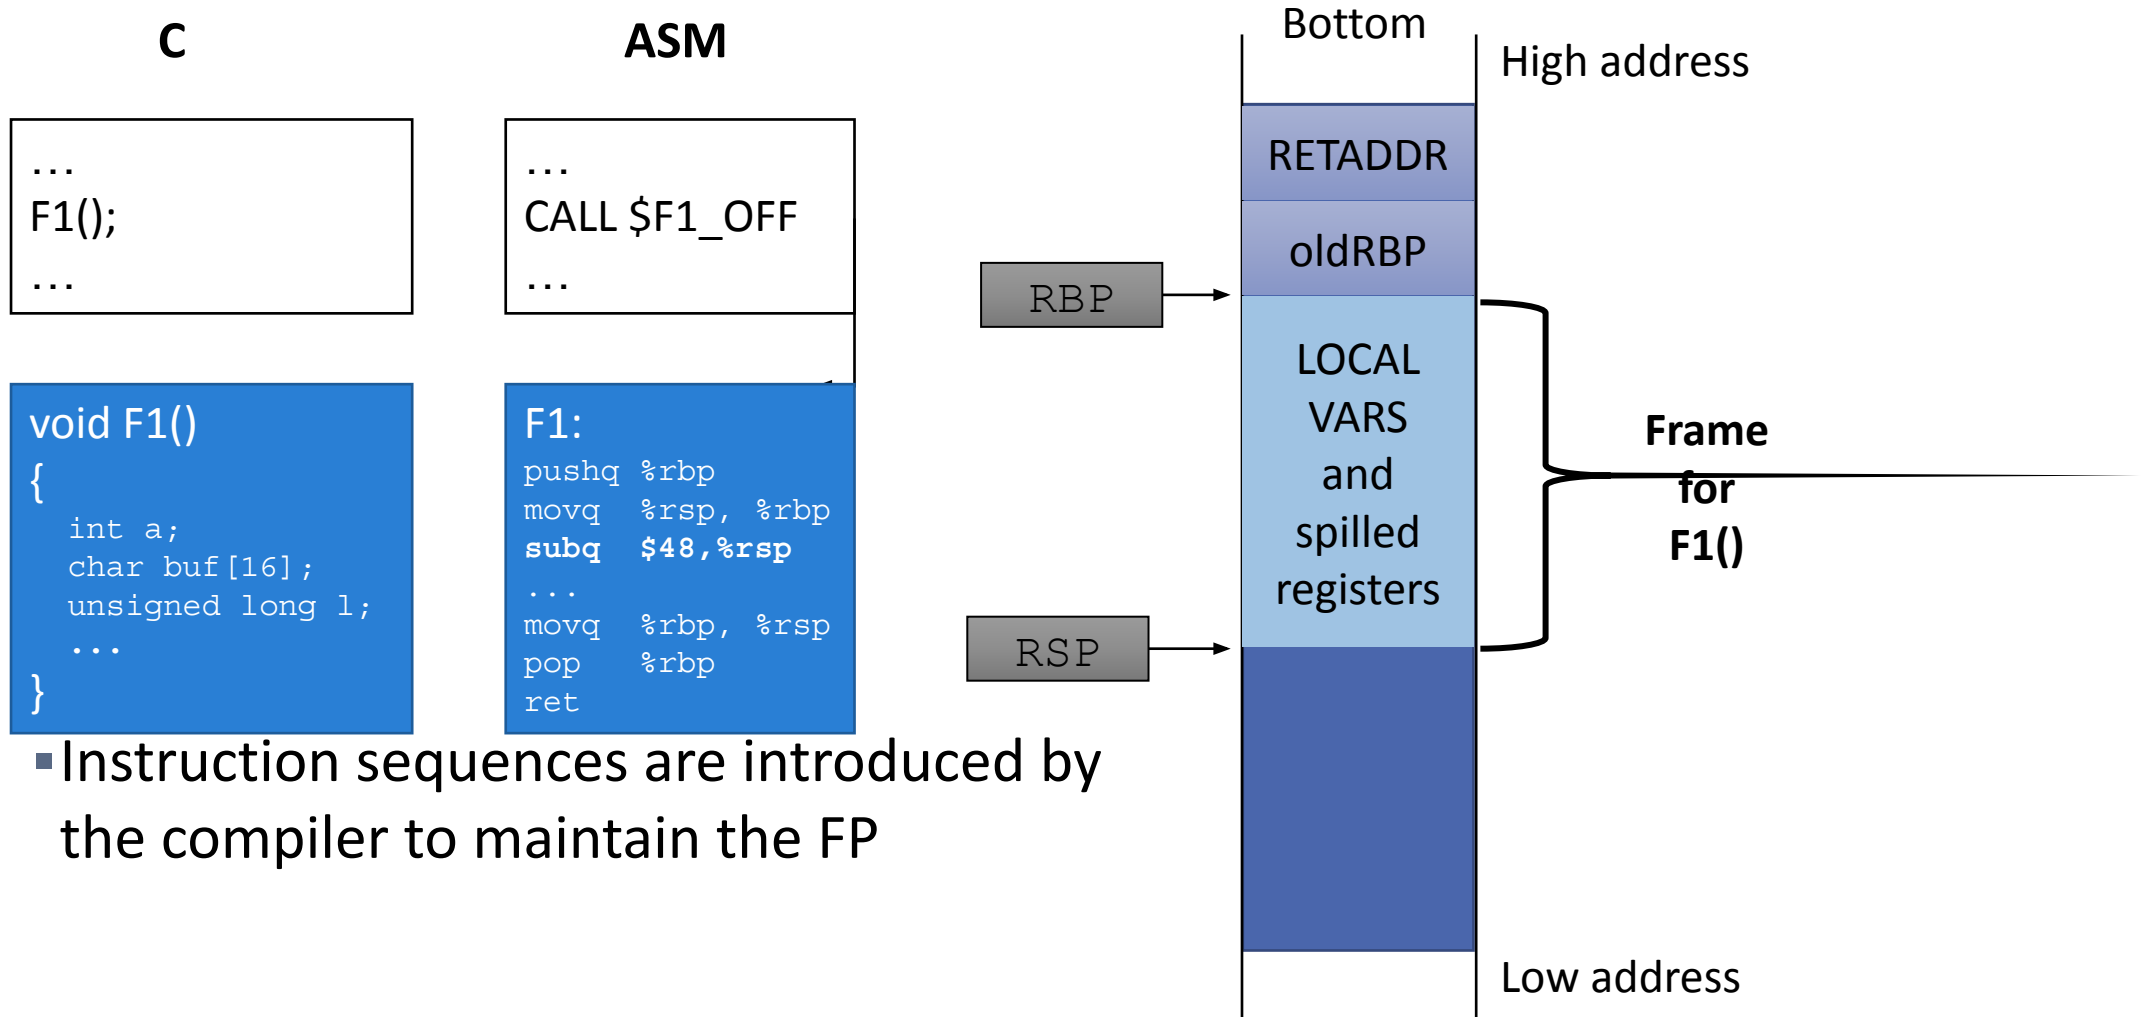 C
…
F1();
…
void F1()
{
int a;
char buf[16];
unsigned long l;
...
}
ASM
…
CALL $F1_OFF
…
F1:
pushq %rbp
movq %rsp, %rbp
subq $48,%rsp
...
movq %rbp, %rsp
pop %rbp
ret
▪Instruction sequences are introduced by
the compiler to maintain the FP
RBP
RSP
Bottom
High address
RETADDR
oldRBP
LOCAL
VARS
and
spilled
registers
Frame
for
F1()
Low address